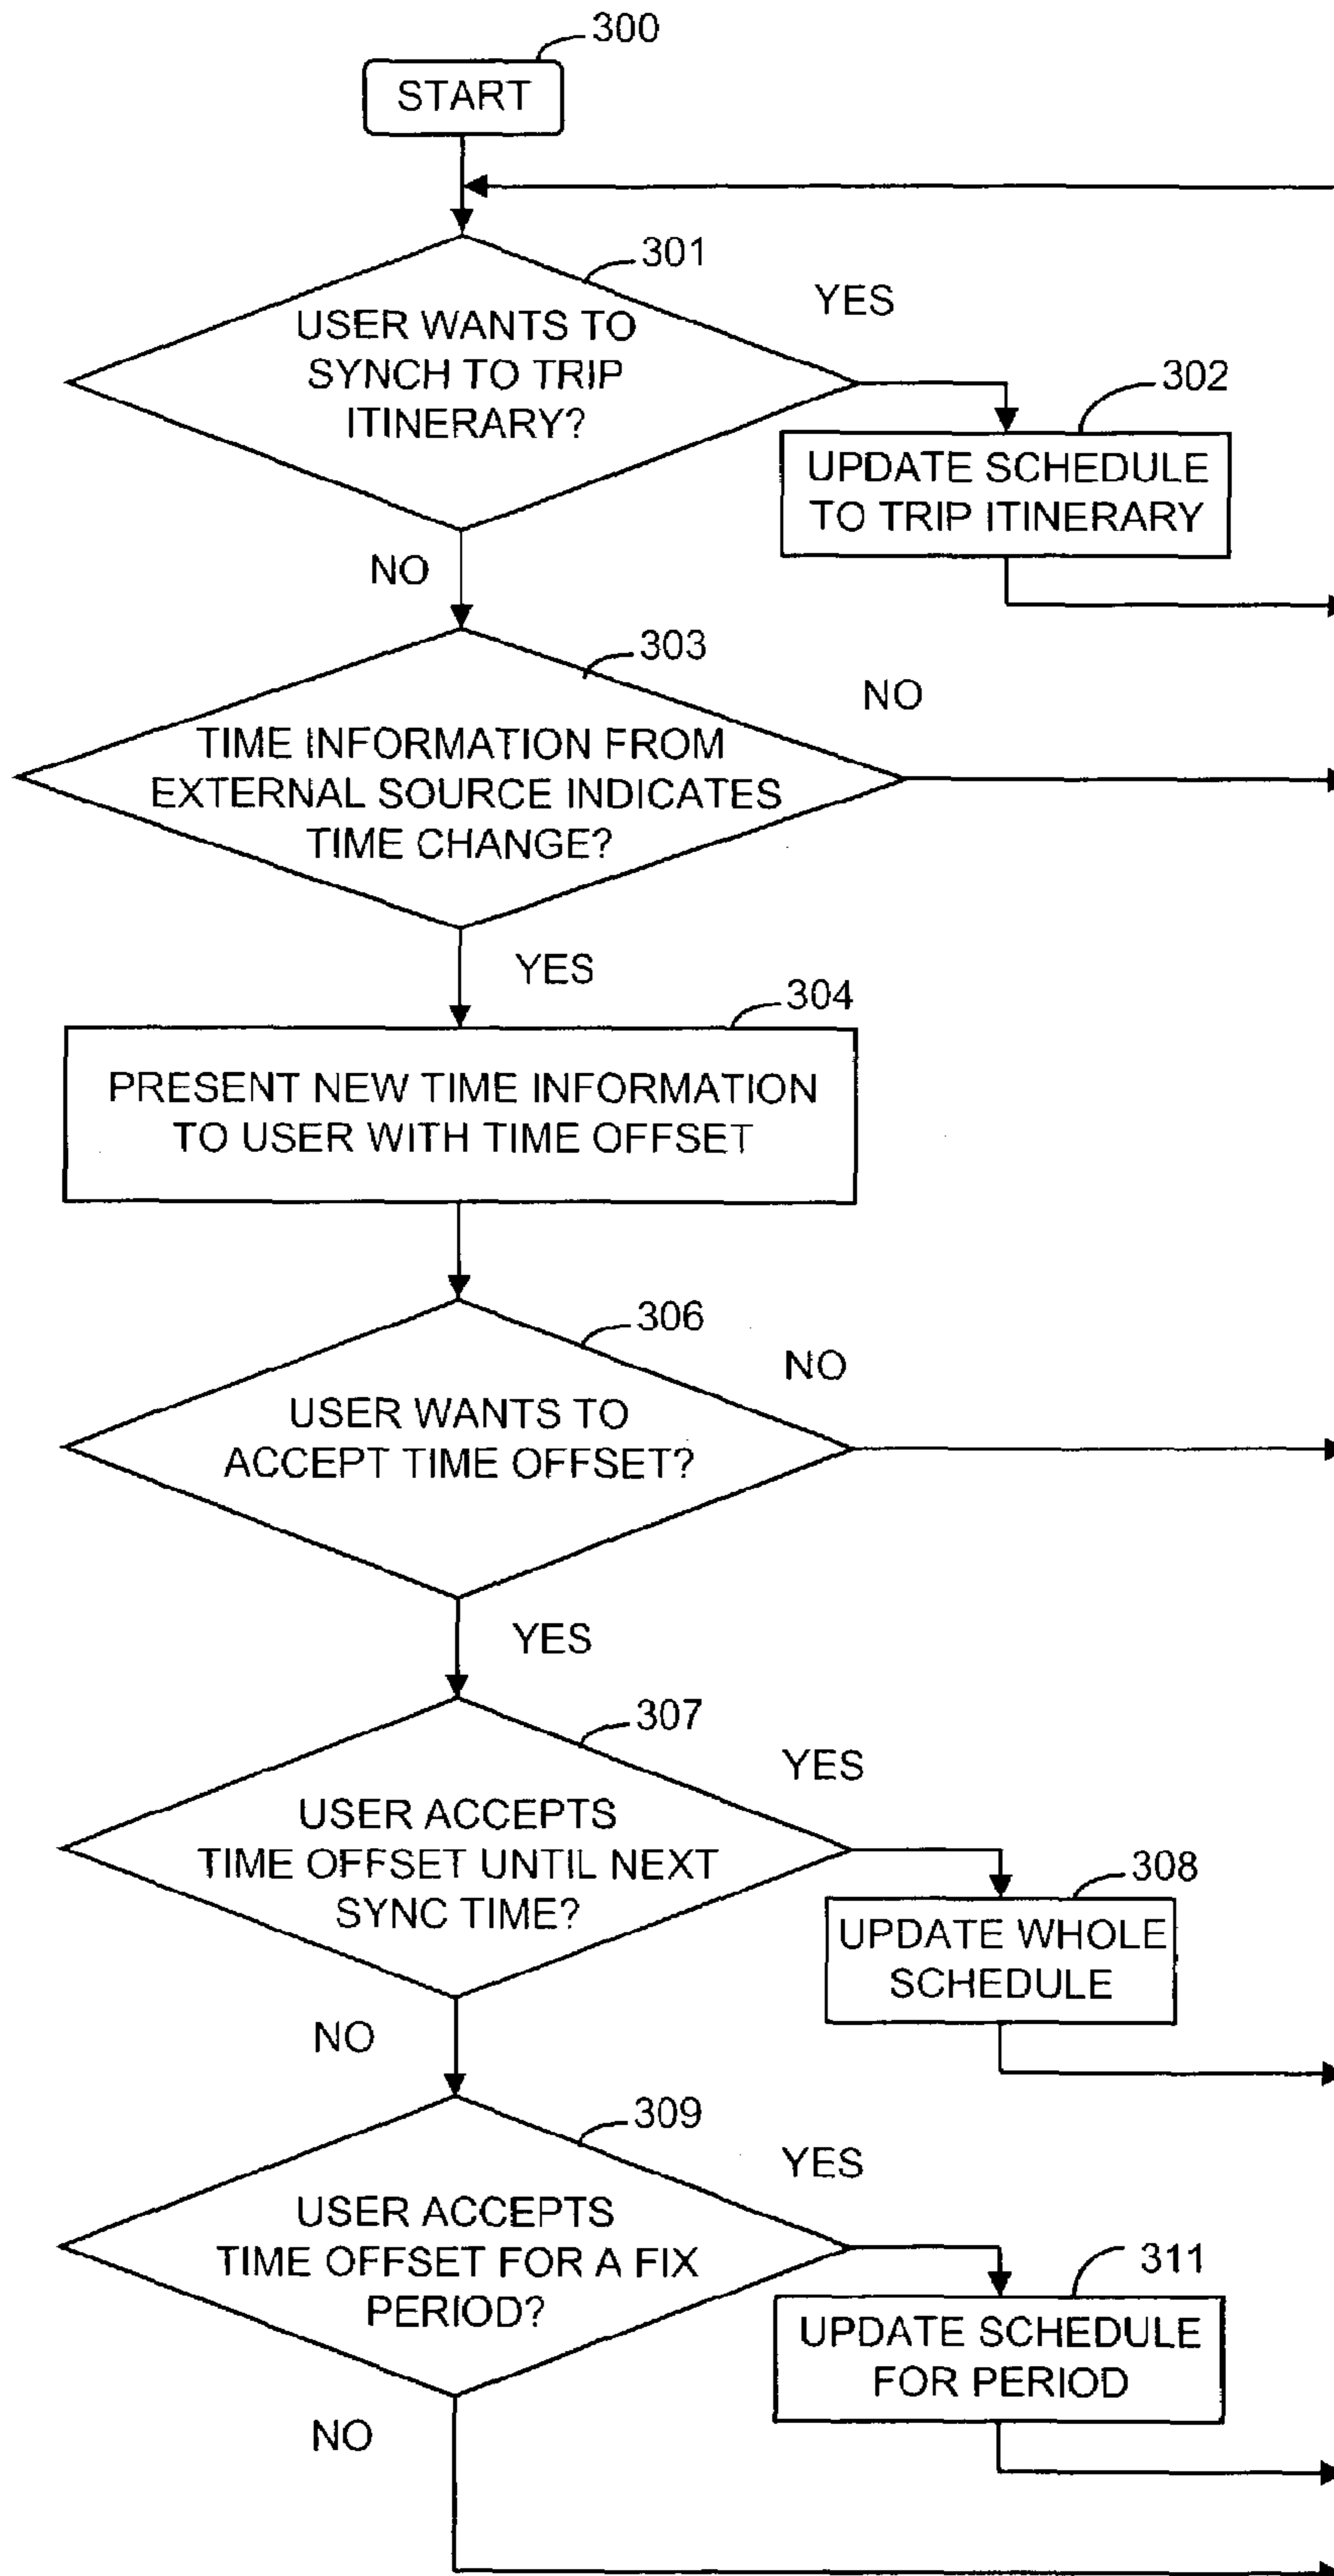 300
START
301
USER WANTS TO
SYNCH TO TRIP
ITINERARY?
YES
302
UPDATE SCHEDULE
TO TRIP ITINERARY
NO
303
NO
TIME INFORMATION FROM
EXTERNAL SOURCE INDICATES
TIME CHANGE?
YES
304
PRESENT NEW TIME INFORMATION
TO USER WITH TIME OFFSET
306
NO
USER WANTS TO
ACCEPT TIME OFFSET?
YES
307
YES
USER ACCEPTS
TIME OFFSET UNTIL NEXT
SYNC TIME?
308
UPDATE WHOLE
SCHEDULE
NO
309
YES
USER ACCEPTS
TIME OFFSET FOR A FIX
PERIOD?
311
UPDATE SCHEDULE
FOR PERIOD
NO